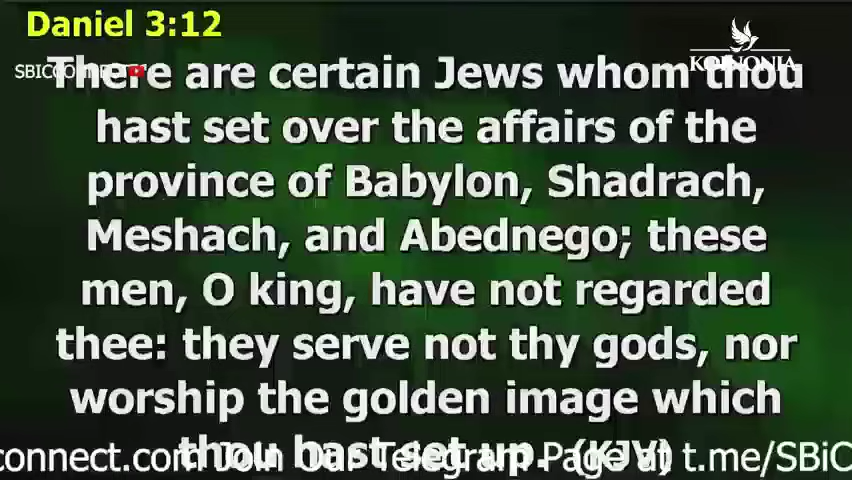 Daniel 3:12
KOINONIA
SBICCONNECT
There are certain Jews whom thou
hast set over the affairs of the
province of Babylon, Shadrach,
Meshach, and Abednego; these
men, O king, have not regarded
thee: they serve not thy gods, nor
worship the golden image which
thou hast set up. (KJV)
connect.com Join Our Telegram Page at t.me/SBiC